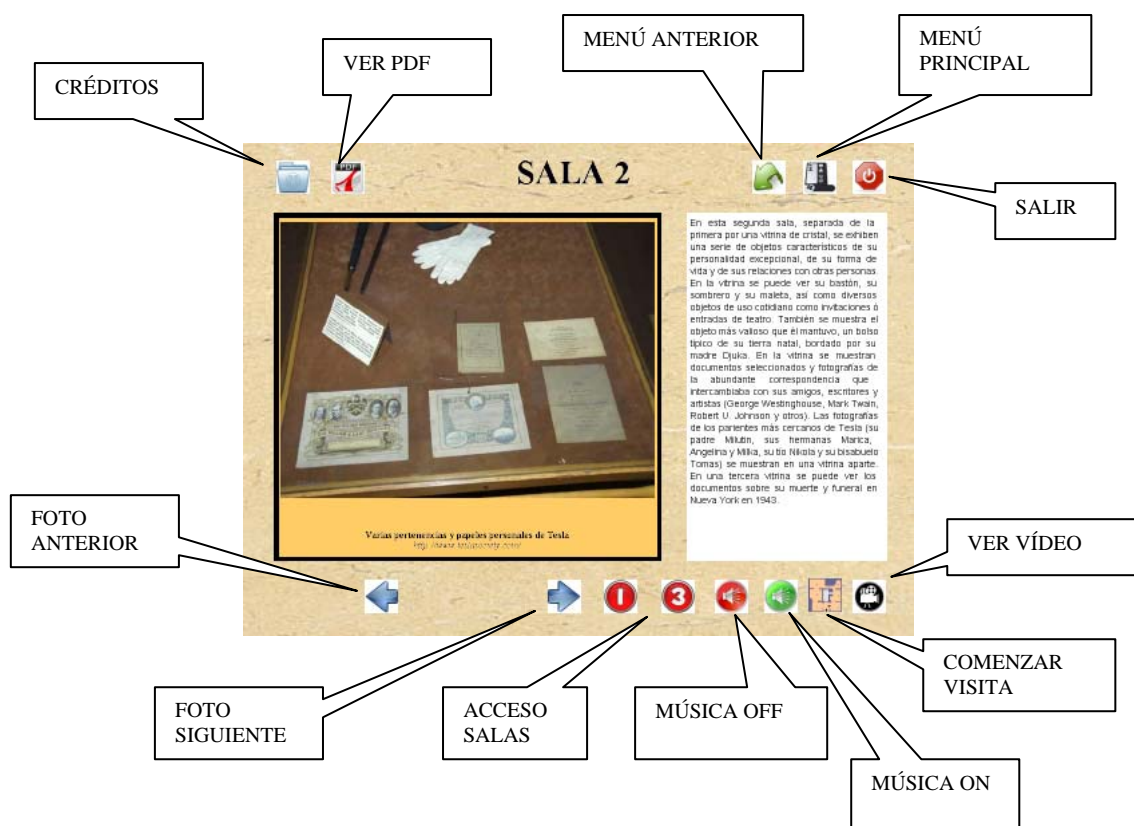 MENÚ ANTERIOR
MENÚ
PRINCIPAL
VER PDF
CRÉDITOS
SALIR
PDF
SALA 2
En esta segunda sala, separada de la
primera por una vitrina de cristal, se exhiben
una serie de objetos característicos de su
personalidad excepcional, de su forma de
vida y de sus relaciones con otras personas.
En la vitrina se puede ver su bastón, su
sombrero y su maleta, así como diversos
objetos de uso cotidiano como invitaciones ó
entradas de teatro. También se muestra el
objeto más valioso que él mantuvo, un bolso
típico de su tierra natal, bordado por su
madre Djuka. En la vitrina se muestran
documentos seleccionados y fotografías de
la abundante correspondencia que
intercambiaba con sus amigos, escritores y
artistas (George Westinghouse, Mark Twain,
Robert U. Johnson y otros). Las fotografías
de los parientes más cercanos de Tesla (su
padre Milutin, sus hermanas Marica,
Angelina y Milka, su tío Nikola y su bisabuelo
Tomas) se muestran en una vitrina aparte.
En una tercera vitrina se puede ver los
documentos sobre su muerte y funeral en
Nueva York en 1943.
Varias pertenencias y papeles personales de Tesla
FOTO
ANTERIOR
VER VÍDEO
1
3
COMENZAR
VISITA
FOTO
SIGUIENTE
ACCESO
SALAS
MÚSICA OFF
MÚSICA ON